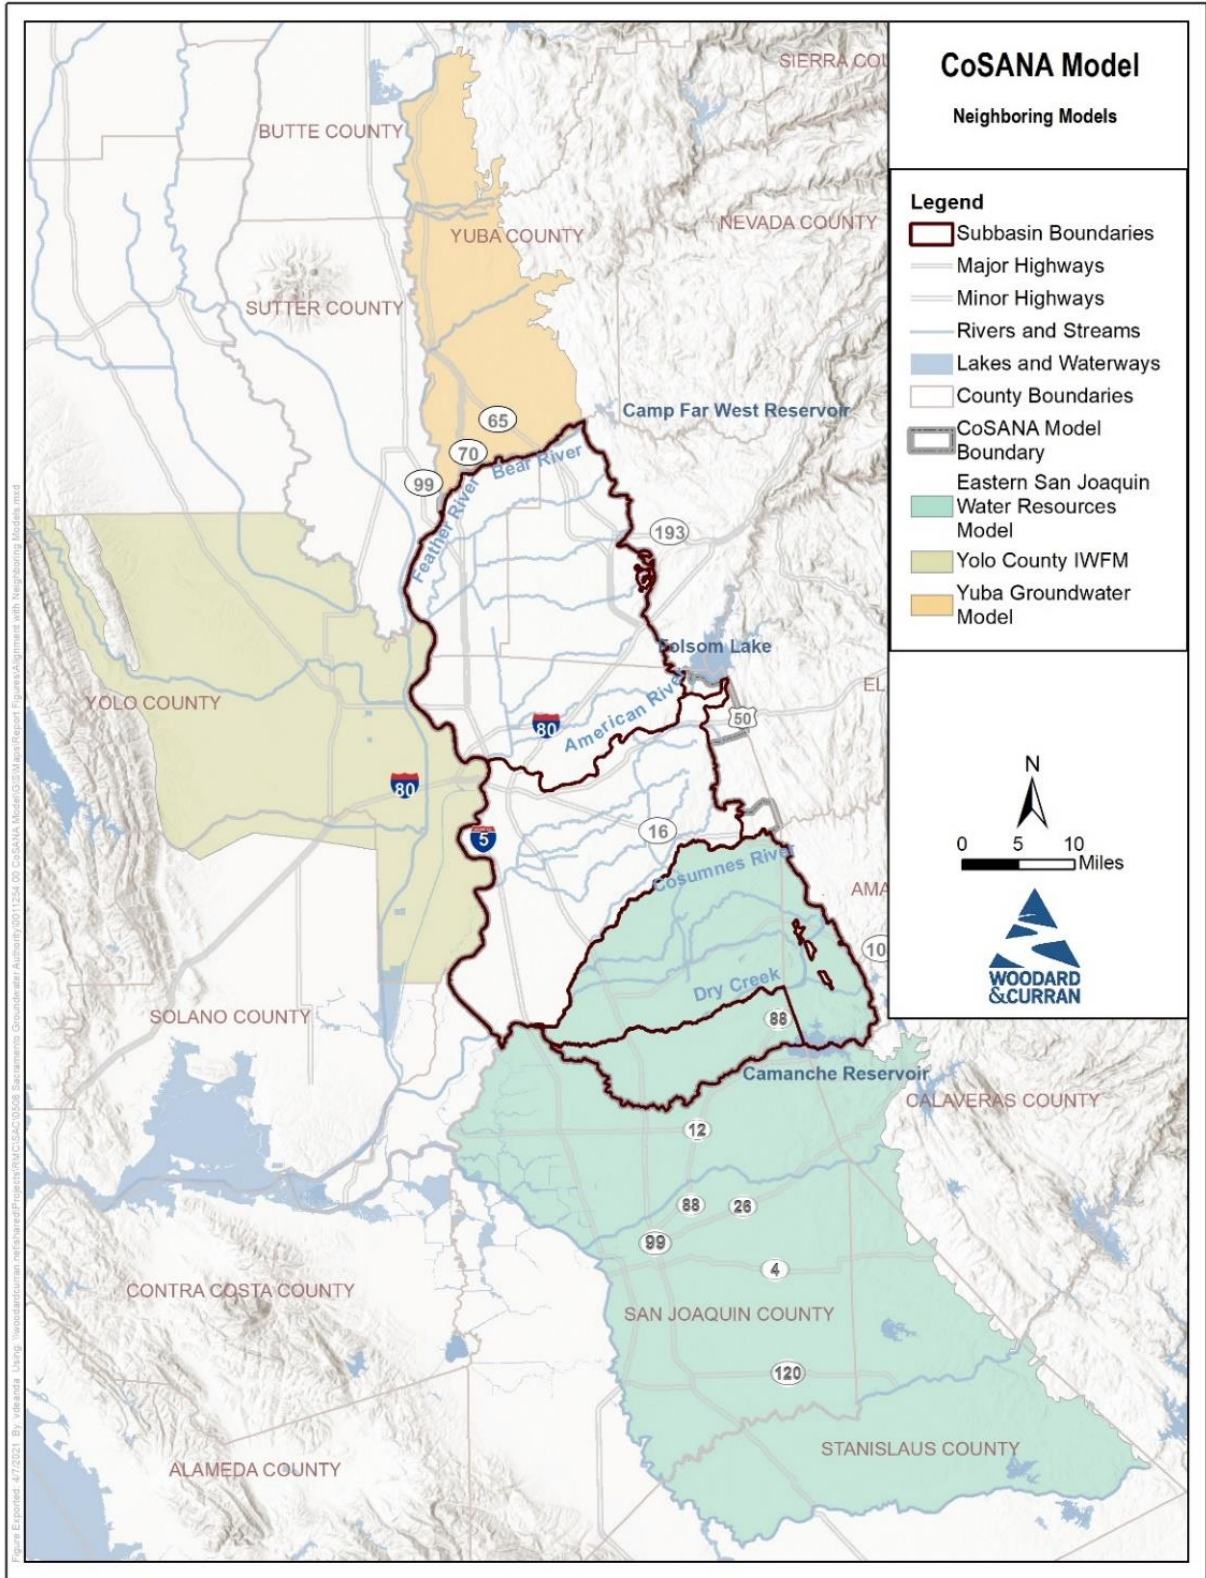 CoSANA Model
Neighboring Models
Legend
Subbasin Boundaries
Major Highways
Minor Highways
Rivers and Streams
Lakes and Waterways
County Boundaries
CoSANA Model
Boundary
Eastern San Joaquin
Water Resources
Model
Yolo County IWFM
Yuba Groundwater
Model
N
0 5 10
Miles
WOODARD
&CURRAN
SIERRA COU
BUTTE COUNTY
NEVADA COUNTY
YUBA COUNTY
SUTTER COUNTY
Camp Far West Reservoir
65
70
Bear River
99
Feather River
193
Folsom Lake
EL
YOLO COUNTY
American River
50
80
80
5
16
Cosumnes River
AMA
10
Dry Creek
SOLANO COUNTY
88
Camanche Reservoir
CALAVERAS COUNTY
12
88
26
99
4
CONTRA COSTA COUNTY
SAN JOAQUIN COUNTY
120
STANISLAUS COUNTY
ALAMEDA COUNTY